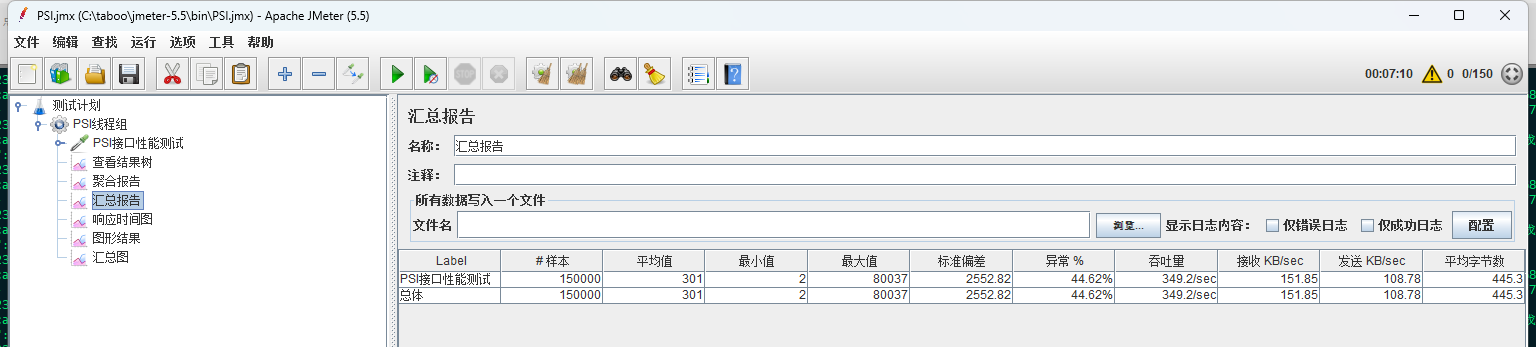 PSI.jmx (C:\taboo\jmeter-5.5\bin\PSI.jmx) - Apache JMeter (5.5)
文件 编辑 查找 运行 选项 工具 帮助
STOP
00:07:10 0 0/150
测试计划
PSI线程组
PSI接口性能测试
查看结果树
聚合报告
汇总报告
响应时间图
图形结果
汇总图
汇总报告
名称： 汇总报告
注释：
所有数据写入一个文件
文件名 浏览... 显示日志内容： 仅错误日志 仅成功日志 配置
Label # 样本 平均值 最小值 最大值 标准偏差 异常 % 吞吐量 接收 KB/sec 发送 KB/sec 平均字节数
PSI接口性能测试 150000 301 2 80037 2552.82 44.62% 349.2/sec 151.85 108.78 445.3
总体 150000 301 2 80037 2552.82 44.62% 349.2/sec 151.85 108.78 445.3